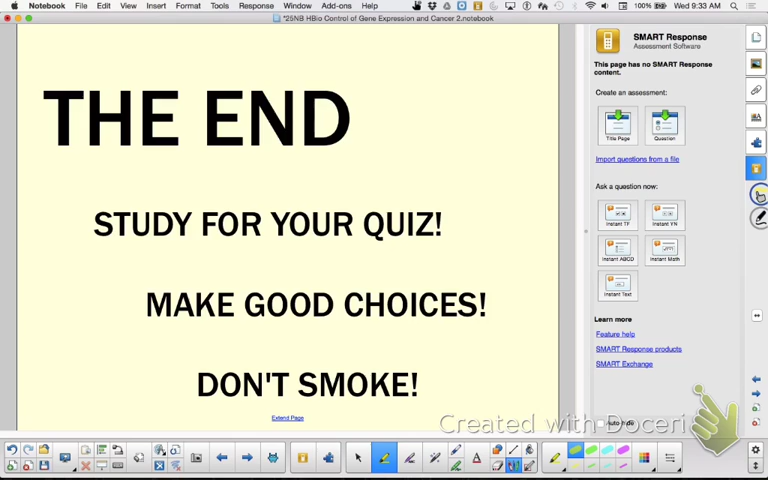 Notebook File Edit View Insert Format Tools Response Window Add-ons Help 100% Wed 9:33 AM
*25NB HBio Control of Gene Expression and Cancer 2.notebook
THE END
STUDY FOR YOUR QUIZ!
MAKE GOOD CHOICES!
DON'T SMOKE!
Extend Page
SMART Response
Assessment Software
This page has no SMART Response
content.
Create an assessment:
Title Page Question
Import questions from a file
Ask a question now:
Instant TF Instant YN
Instant ABCD Instant Math
Instant Text
Learn more
Feature help
SMART Response products
SMART Exchange
Created with Doceri